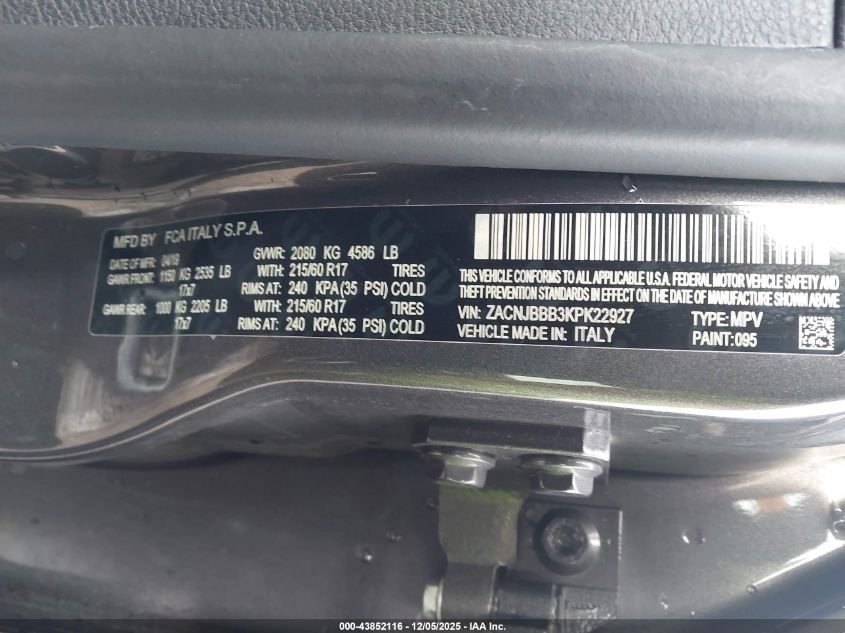 MFD BY FCA ITALY S.P.A.
DATE OF MFR 04/19 GVWR: 2080 KG 4586 LB
GAWR FRONT: 1150 KG 2535 LB WITH: 215/60 R17 TIRES
17x7 RIMS AT: 240 KPA (35 PSI) COLD
GAWR REAR: 1000 KG 2205 LB WITH: 215/60 R17 TIRES
17x7 RIMS AT: 240 KPA (35 PSI) COLD
THIS VEHICLE CONFORMS TO ALL APPLICABLE U.S.A. FEDERAL MOTOR VEHICLE SAFETY AND
THEFT PREVENTION STANDARDS IN EFFECT ON THE DATE OF MANUFACTURE SHOWN ABOVE.
VIN: ZACNJBBB3KPK22927 TYPE: MPV
VEHICLE MADE IN: ITALY PAINT: 095
000-43852116 - 12/05/2025 - IAA Inc.